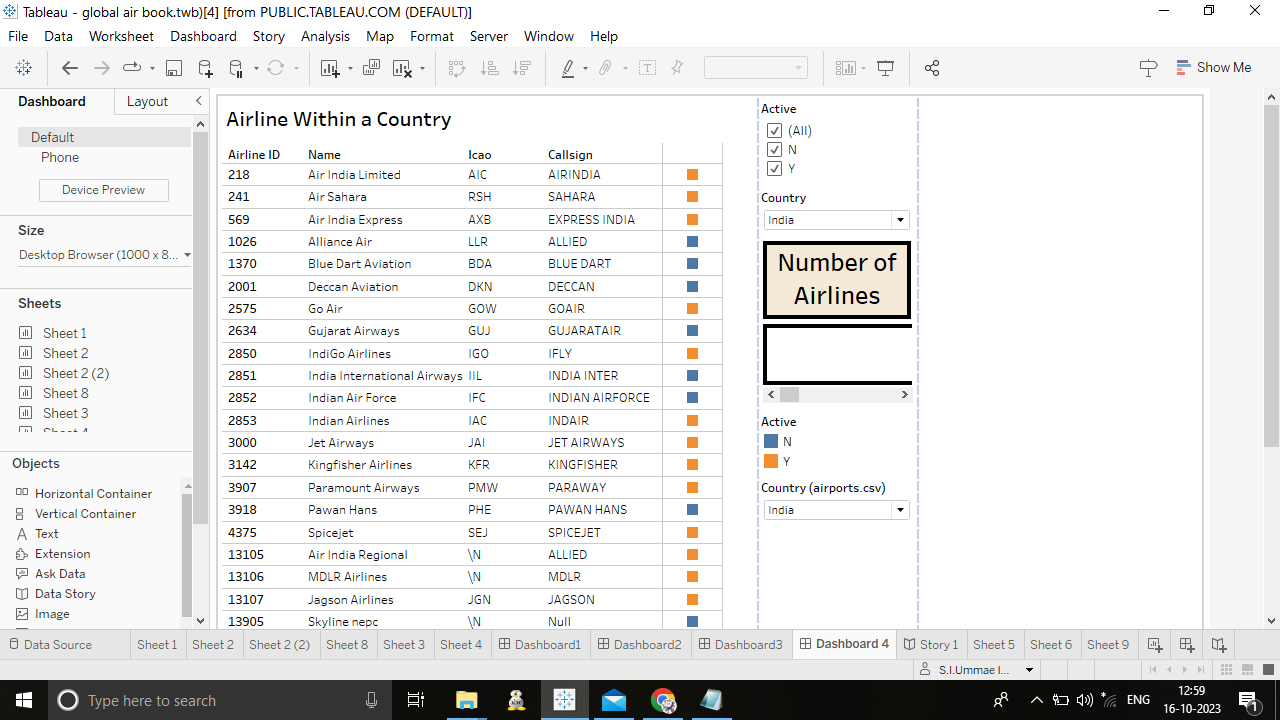 Tableau - global air book.twb)[4] [from PUBLIC.TABLEAU.COM (DEFAULT)]
File Data Worksheet Dashboard Story Analysis Map Format Server Window Help
Show Me
Dashboard Layout
Default
Phone
Device Preview
Size
Desktop Browser (1000 x 8...
Sheets
Sheet 1
Sheet 2
Sheet 2 (2)
Sheet 8
Sheet 3
Sheet 4
Objects
Horizontal Container
Vertical Container
Text
Extension
Ask Data
Data Story
Image
Airline Within a Country
Airline ID Name Icao Callsign
218 Air India Limited AIC AIRINDIA
241 Air Sahara RSH SAHARA
569 Air India Express AXB EXPRESS INDIA
1026 Alliance Air LLR ALLIED
1370 Blue Dart Aviation BDA BLUE DART
2001 Deccan Aviation DKN DECCAN
2575 Go Air GOW GOAIR
2634 Gujarat Airways GUJ GUJARATAIR
2850 IndiGo Airlines IGO IFLY
2851 India International Airways IIL INDIA INTER
2852 Indian Air Force IFC INDIAN AIRFORCE
2853 Indian Airlines IAC INDAIR
3000 Jet Airways JAI JET AIRWAYS
3142 Kingfisher Airlines KFR KINGFISHER
3907 Paramount Airways PMW PARAWAY
3918 Pawan Hans PHE PAWAN HANS
4375 Spicejet SEJ SPICEJET
13105 Air India Regional \N ALLIED
13106 MDLR Airlines \N MDLR
13107 Jagson Airlines JGN JAGSON
13905 Skyline nepc \N Null
Active
(All)
N
Y
Country
India
Number of
Airlines
Active
N
Y
Country (airports.csv)
India
Data Source Sheet 1 Sheet 2 Sheet 2 (2) Sheet 8 Sheet 3 Sheet 4 Dashboard1 Dashboard2 Dashboard3 Dashboard 4 Story 1 Sheet 5 Sheet 6 Sheet 9
S.I.Ummae I...
Type here to search
ENG
12:59
16-10-2023
1